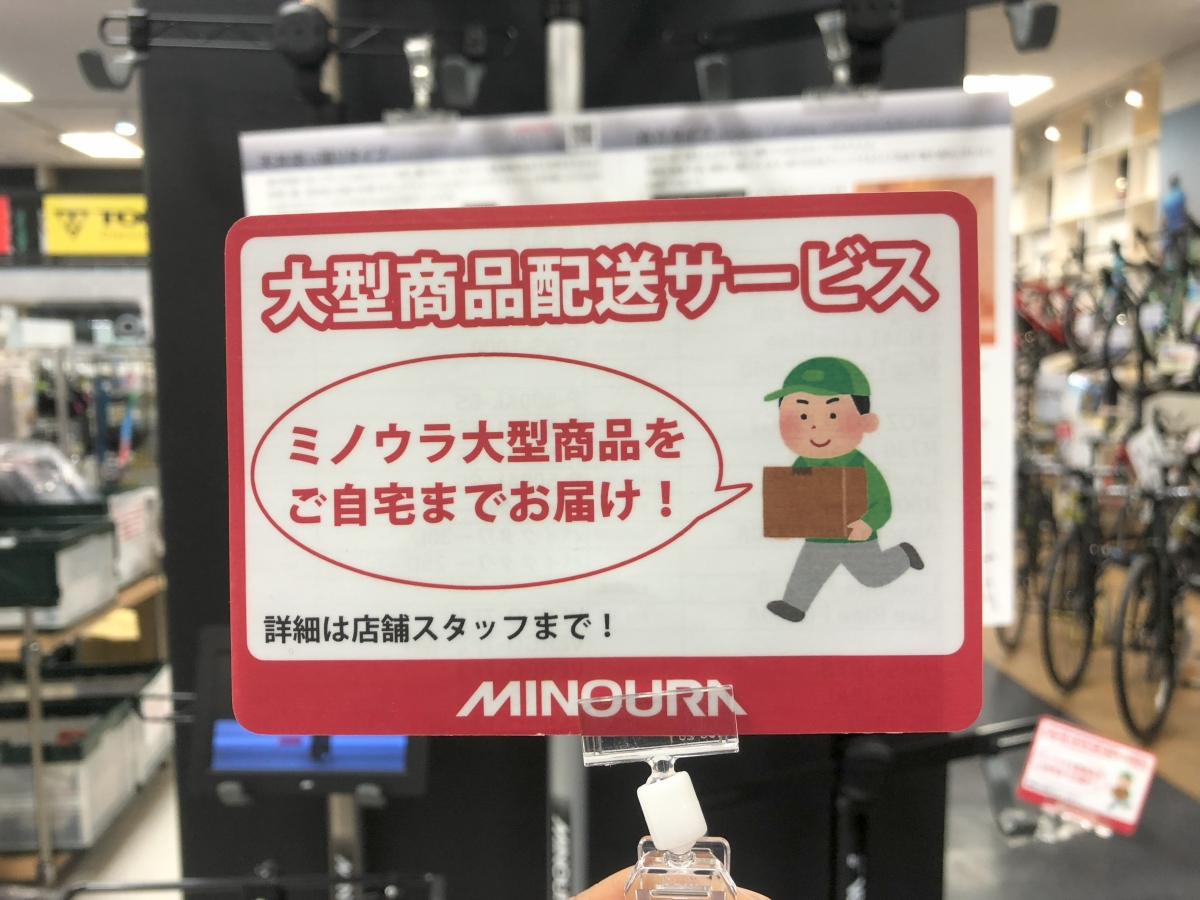 大型商品配送サービス
ミノウラ大型商品を
ご自宅までお届け！
詳細は店舗スタッフまで！
MINOURA